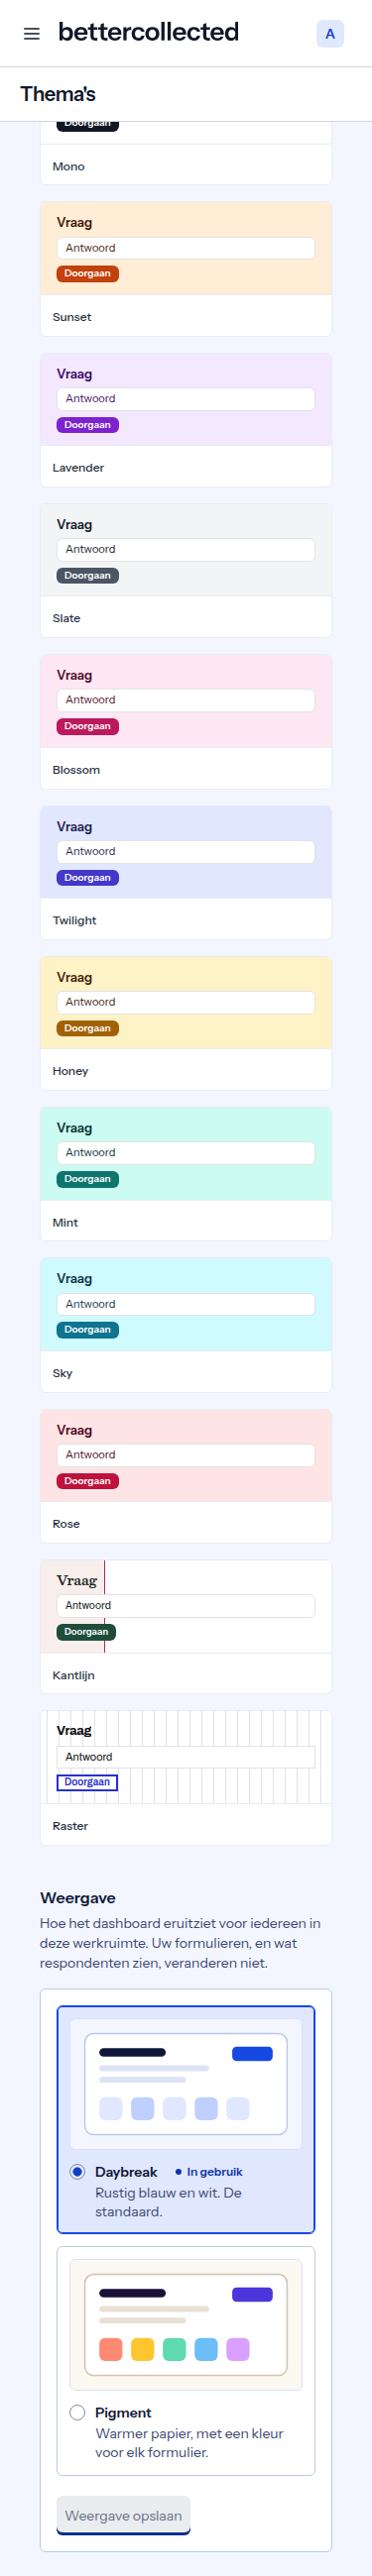 bettercollected
A
Thema's
Doorgaan
Mono
Vraag
Antwoord
Doorgaan
Sunset
Vraag
Antwoord
Doorgaan
Lavender
Vraag
Antwoord
Doorgaan
Slate
Vraag
Antwoord
Doorgaan
Blossom
Vraag
Antwoord
Doorgaan
Twilight
Vraag
Antwoord
Doorgaan
Honey
Vraag
Antwoord
Doorgaan
Mint
Vraag
Antwoord
Doorgaan
Sky
Vraag
Antwoord
Doorgaan
Rose
Vraag
Antwoord
Doorgaan
Kantlijn
Vraag
Antwoord
Doorgaan
Raster
Weergave
Hoe het dashboard eruitziet voor iedereen in
deze werkruimte. Uw formulieren, en wat
respondenten zien, veranderen niet.
Daybreak In gebruik
Rustig blauw en wit. De
standaard.
Pigment
Warmer papier, met een kleur
voor elk formulier.
Weergave opslaan